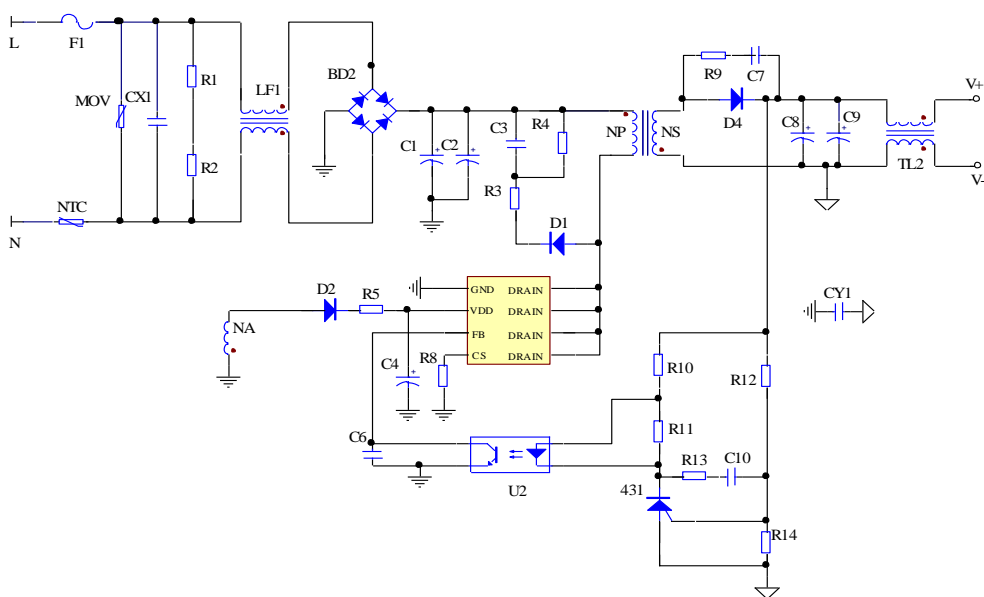 L
F1
MOV
CX1
R1
R2
LF1
BD2
NTC
N
C1
C2
C3
R4
R3
D1
NP
NS
R9
C7
D4
C8
C9
TL2
V+
V-
GND
VDD
FB
CS
DRAIN
DRAIN
DRAIN
DRAIN
D2
R5
NA
C4
R8
CY1
R10
R12
R11
C6
U2
R13
C10
431
R14